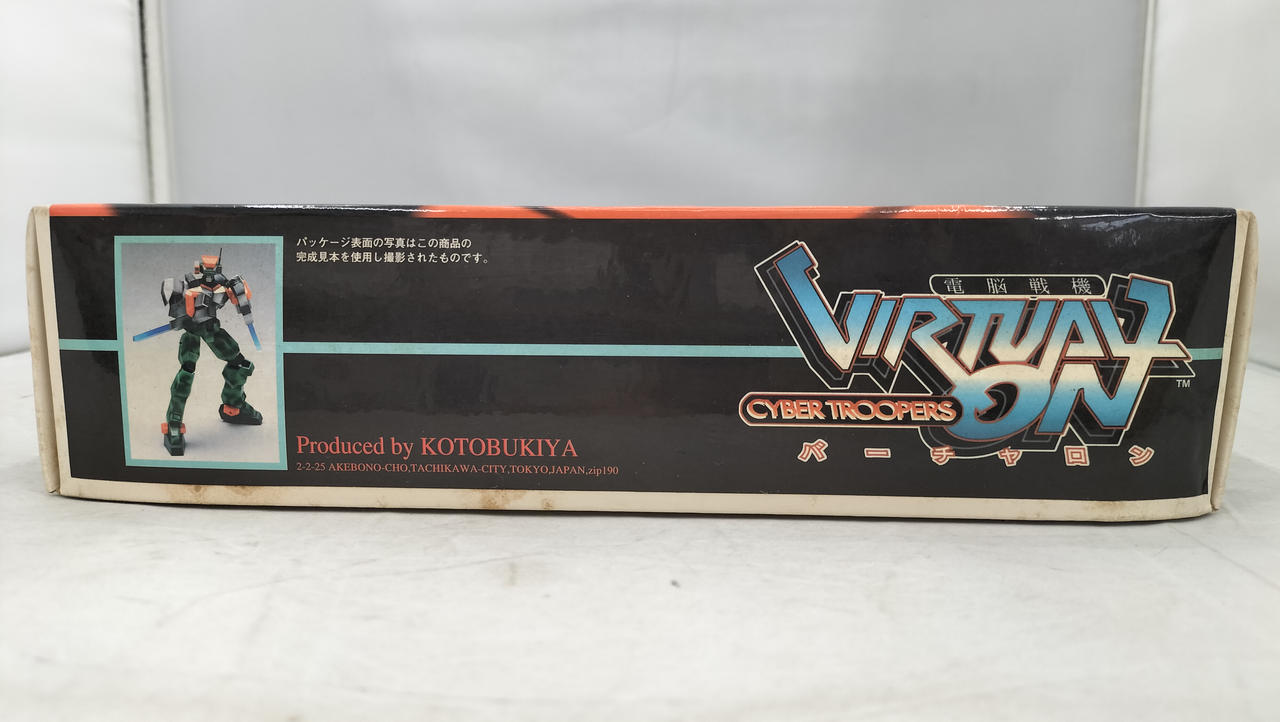 パッケージ表面の写真はこの商品の
完成見本を使用し撮影されたものです。
Produced by KOTOBUKIYA
2-2-25 AKEBONO-CHO,TACHIKAWA-CITY,TOKYO,JAPAN,zip190
電脳戦機
VIRTUAL
ON
TM
CYBER TROOPERS
バーチャロン